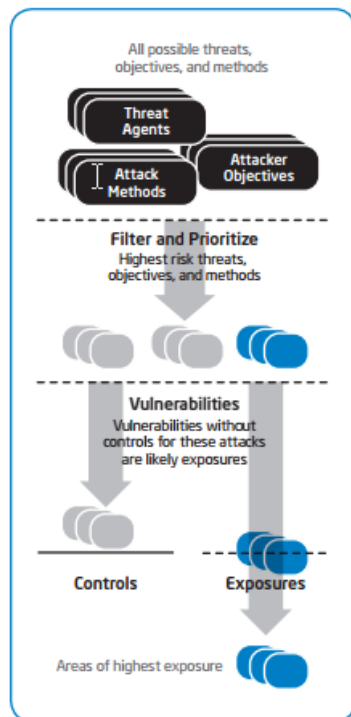 All possible threats,
objectives, and methods
Threat
Agents
Attacker
Objectives
Attack
Methods
Filter and Prioritize
Highest risk threats,
objectives, and methods
Vulnerabilities
Vulnerabilities without
controls for these attacks
are likely exposures
Controls
Exposures
Areas of highest exposure